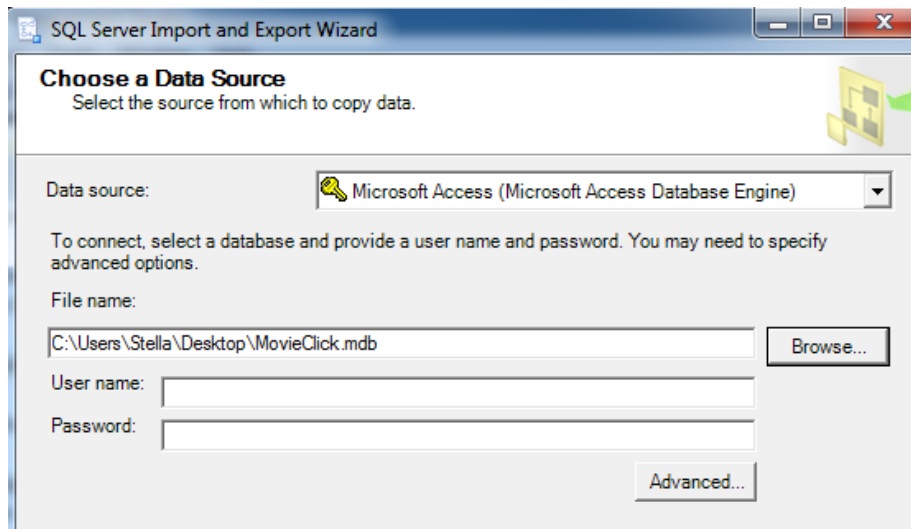 SQL Server Import and Export Wizard
Choose a Data Source
Select the source from which to copy data.
Data source:
Microsoft Access (Microsoft Access Database Engine)
To connect, select a database and provide a user name and password. You may need to specify
advanced options.
File name:
C:\Users\Stella\Desktop\MovieClick.mdb
Browse...
User name:
Password:
Advanced...